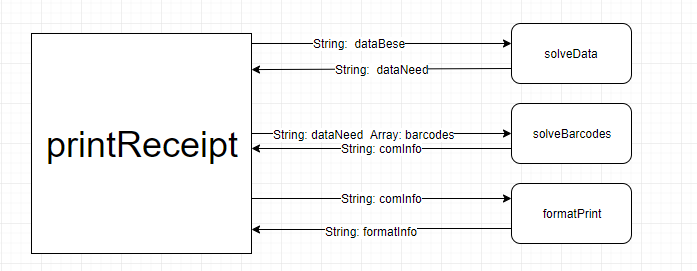 printReceipt
String: dataBese
solveData
String: dataNeed
String: dataNeed Array: barcodes
solveBarcodes
String: comInfo
String: comInfo
formatPrint
String: formatInfo